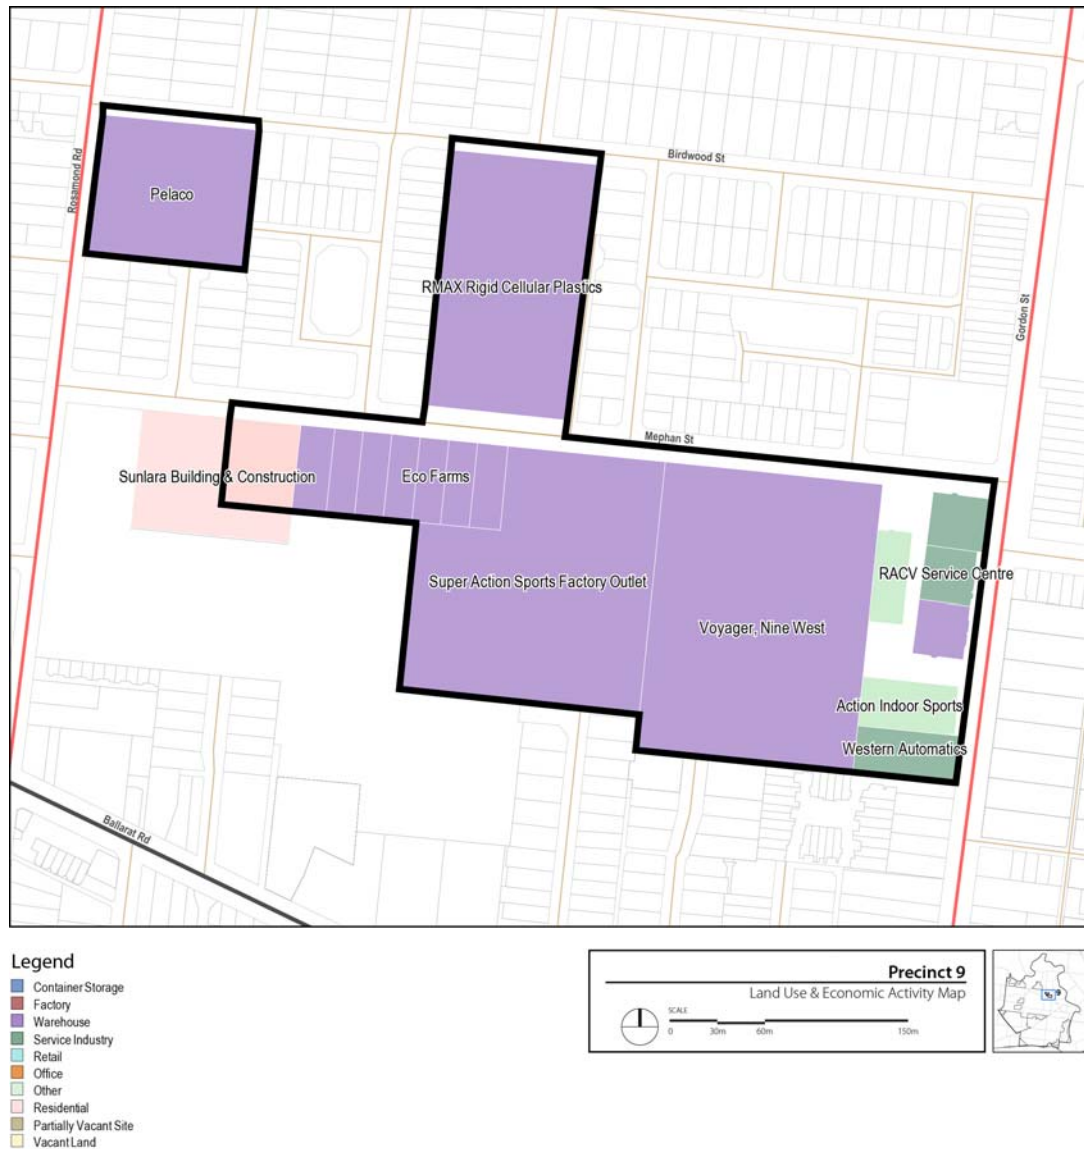 Birdwood St
Rosamond Rd
Pelaco
RMAX Rigid Cellular Plastics
Gordon St
Mephan St
Sunlara Building & Construction
Eco Farms
RACV Service Centre
Super Action Sports Factory Outlet
Voyager, Nine West
Action Indoor Sports
Western Automatics
Ballarat Rd
Legend
Container Storage
Factory
Warehouse
Service Industry
Retail
Office
Other
Residential
Partially Vacant Site
Vacant Land
Precinct 9
Land Use & Economic Activity Map
SCALE
0 30m 60m 150m
9